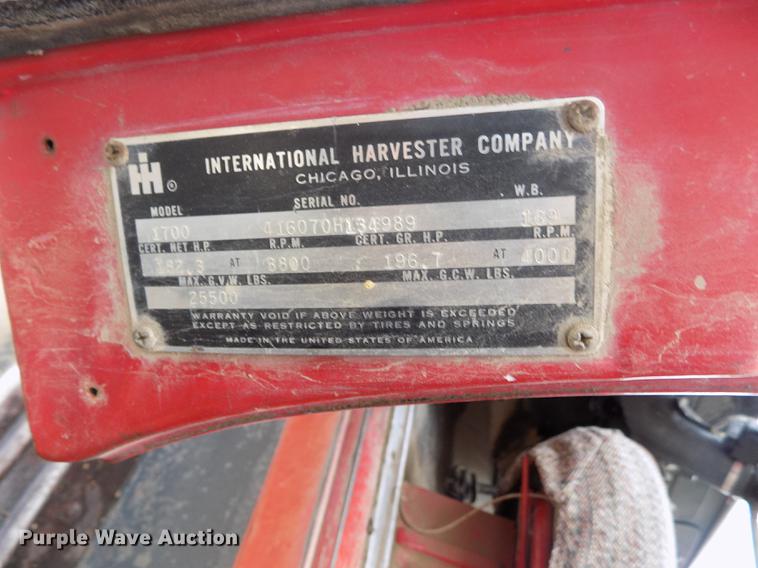 IH ® INTERNATIONAL HARVESTER COMPANY
CHICAGO, ILLINOIS
MODEL SERIAL NO. W.B.
1700 416070H134989 169
CERT. NET H.P. R.P.M. CERT. GR. H.P. R.P.M.
182.3 AT 3800 196.7 AT 4000
MAX. G.V.W. LBS. MAX. G.C.W. LBS.
25500
WARRANTY VOID IF ABOVE WEIGHT IS EXCEEDED
EXCEPT AS RESTRICTED BY TIRES AND SPRINGS
MADE IN THE UNITED STATES OF AMERICA
Purple Wave Auction®